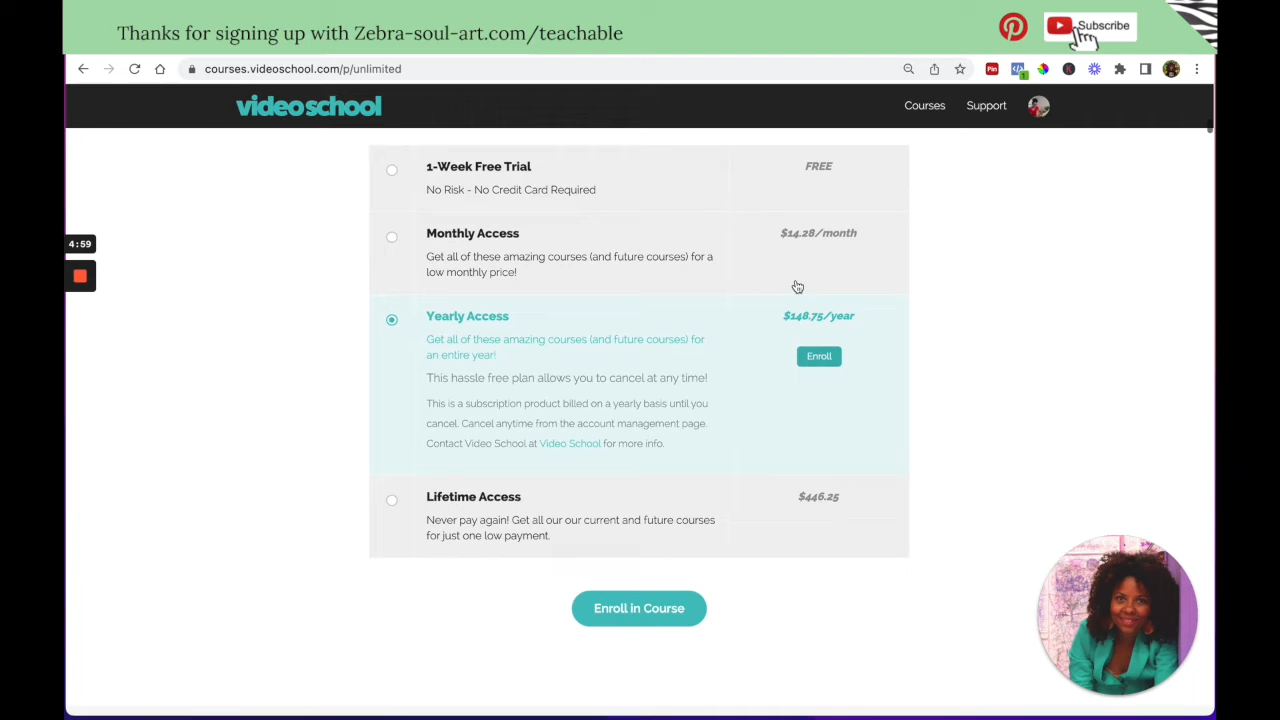 Thanks for signing up with Zebra-soul-art.com/teachable
Subscribe
courses.videoschool.com/p/unlimited
Pin
1
videoschool
Courses
Support
1-Week Free Trial
FREE
No Risk - No Credit Card Required
4:59
Monthly Access
$14.28/month
Get all of these amazing courses (and future courses) for a
low monthly price!
Yearly Access
$148.75/year
Get all of these amazing courses (and future courses) for
an entire year!
Enroll
This hassle free plan allows you to cancel at any time!
This is a subscription product billed on a yearly basis until you
cancel. Cancel anytime from the account management page.
Contact Video School at Video School for more info.
Lifetime Access
$446.25
Never pay again! Get all our our current and future courses
for just one low payment.
Enroll in Course